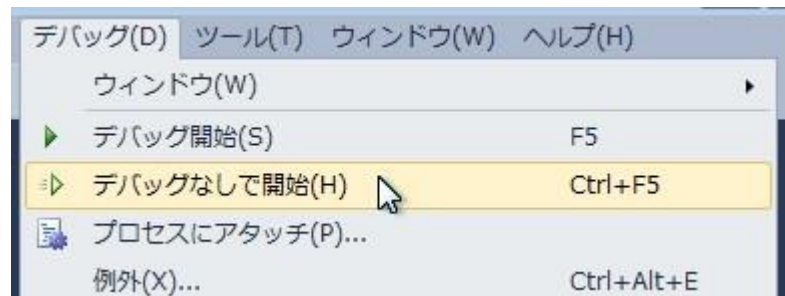 デバッグ(D) ツール(T) ウィンドウ(W) ヘルプ(H)
ウィンドウ(W)
デバッグ開始(S) F5
デバッグなしで開始(H) Ctrl+F5
プロセスにアタッチ(P)...
例外(X)... Ctrl+Alt+E